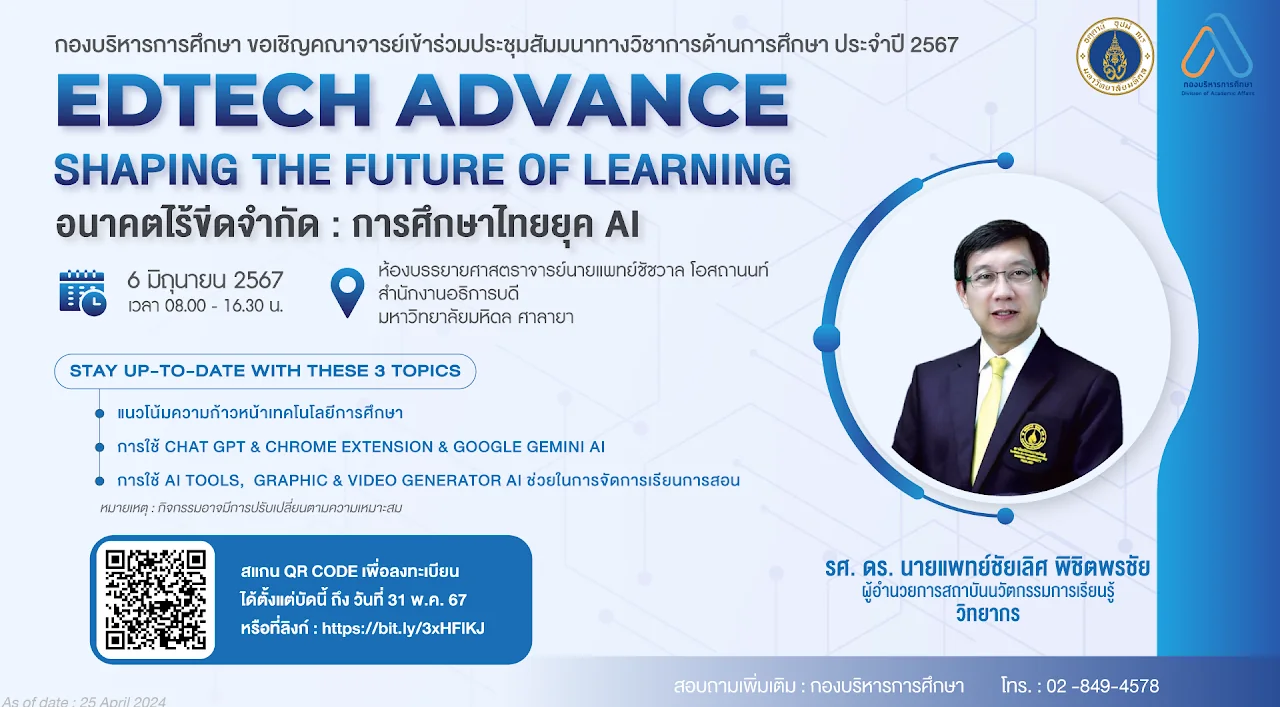 กองบริหารการศึกษา ขอเชิญคณาจารย์เข้าร่วมประชุมสัมมนาทางวิชาการด้านการศึกษา ประจำปี 2567
EDTECH ADVANCE
SHAPING THE FUTURE OF LEARNING
อนาคตไร้ขีดจำกัด : การศึกษาไทยยุค AI
6 มิถุนายน 2567
เวลา 08.00 - 16.30 น.
ห้องบรรยายศาสตราจารย์นายแพทย์ชัชวาล โอสถานนท์
สำนักงานอธิการบดี
มหาวิทยาลัยมหิดล ศาลายา
STAY UP-TO-DATE WITH THESE 3 TOPICS
แนวโน้มความก้าวหน้าเทคโนโลยีการศึกษา
การใช้ CHAT GPT & CHROME EXTENSION & GOOGLE GEMINI AI
การใช้ AI TOOLS, GRAPHIC & VIDEO GENERATOR AI ช่วยในการจัดการเรียนการสอน
หมายเหตุ : กิจกรรมอาจมีการปรับเปลี่ยนตามความเหมาะสม
สแกน QR CODE เพื่อลงทะเบียน
ได้ตั้งแต่บัดนี้ ถึง วันที่ 31 พ.ค. 67
หรือที่ลิงก์ : https://bit.ly/3xHFIKJ
กองบริหารการศึกษา
Division of Academic Affairs
รศ. ดร. นายแพทย์ชัยเลิศ พิชิตพรชัย
ผู้อำนวยการสถาบันนวัตกรรมการเรียนรู้
วิทยากร
สอบถามเพิ่มเติม : กองบริหารการศึกษา โทร. : 02 -849-4578
As of date : 25 April 2024